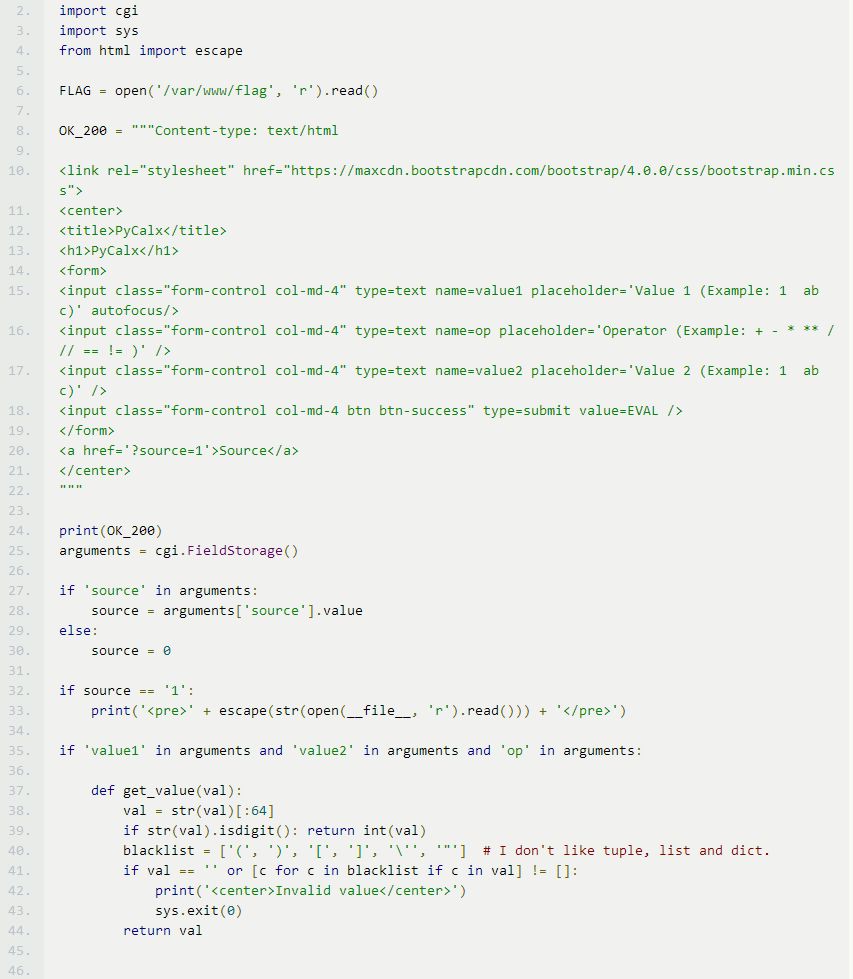 2. import cgi
3. import sys
4. from html import escape
5.
6. FLAG = open('/var/www/flag', 'r').read()
7.
8. OK_200 = """Content-type: text/html
9.
10. <link rel="stylesheet" href="https://maxcdn.bootstrapcdn.com/bootstrap/4.0.0/css/bootstrap.min.cs
s">
11. <center>
12. <title>PyCalx</title>
13. <h1>PyCalx</h1>
14. <form>
15. <input class="form-control col-md-4" type=text name=value1 placeholder='Value 1 (Example: 1  ab
c)' autofocus/>
16. <input class="form-control col-md-4" type=text name=op placeholder='Operator (Example: + - * ** /
// == != )' />
17. <input class="form-control col-md-4" type=text name=value2 placeholder='Value 2 (Example: 1  ab
c)' />
18. <input class="form-control col-md-4 btn btn-success" type=submit value=EVAL />
19. </form>
20. <a href='?source=1'>Source</a>
21. </center>
22. """
23.
24. print(OK_200)
25. arguments = cgi.FieldStorage()
26.
27. if 'source' in arguments:
28.     source = arguments['source'].value
29. else:
30.     source = 0
31.
32. if source == '1':
33.     print('<pre>' + escape(str(open(__file__, 'r').read())) + '</pre>')
34.
35. if 'value1' in arguments and 'value2' in arguments and 'op' in arguments:
36.
37.     def get_value(val):
38.         val = str(val)[:64]
39.         if str(val).isdigit(): return int(val)
40.         blacklist = ['(', ')', '[', ']', '\'', '"']  # I don't like tuple, list and dict.
41.         if val == '' or [c for c in blacklist if c in val] != []:
42.             print('<center>Invalid value</center>')
43.             sys.exit(0)
44.         return val
45.
46.